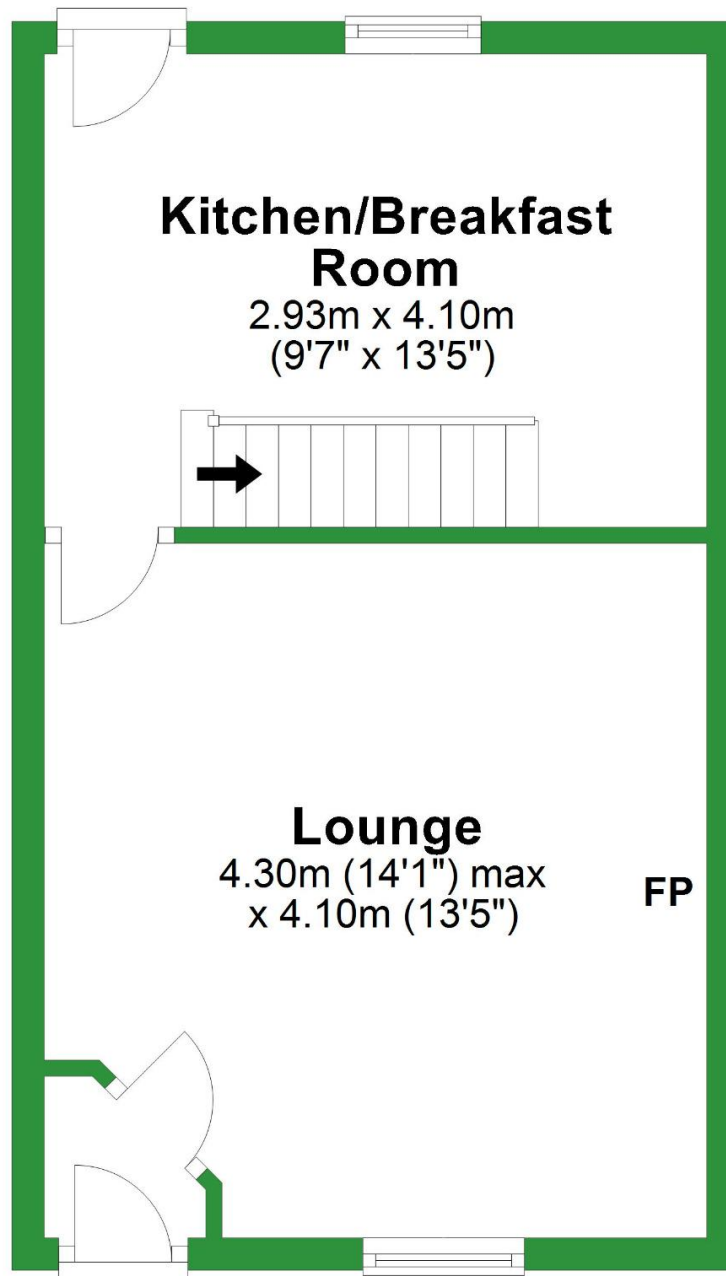 Kitchen/Breakfast
Room
2.93m x 4.10m
(9'7" x 13'5")
Lounge
4.30m (14'1") max
x 4.10m (13'5")
FP